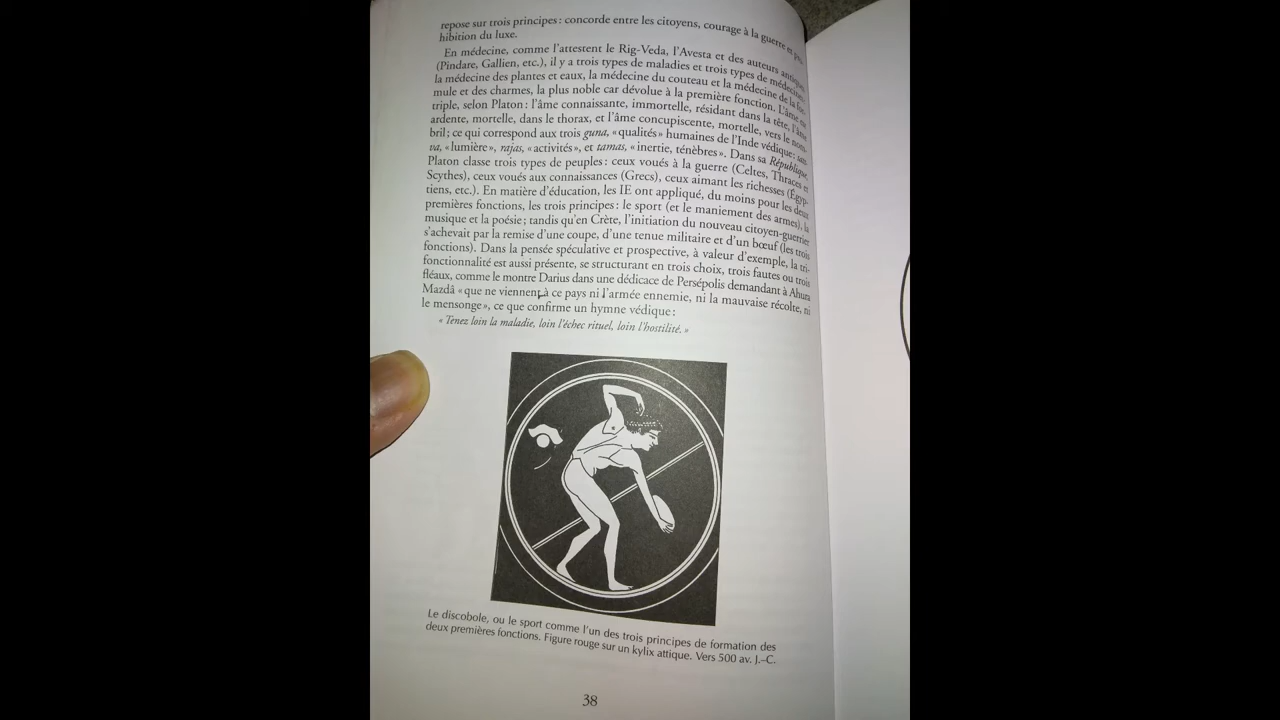 repose sur trois principes : concorde entre les citoyens, courage à la guerre et
hibition du luxe.
En médecine, comme l'attestent le Rig-Veda, l'Avesta et des auteurs antiques
(Pindare, Gallien, etc.), il y a trois types de maladies et trois types de médecines :
la médecine des plantes et eaux, la médecine du couteau et la médecine de la for-
mule et des charmes, la plus noble car dévolue à la première fonction. L'âme est
triple, selon Platon : l'âme connaissante, immortelle, résidant dans la tête, l'âme
ardente, mortelle, dans le thorax, et l'âme concupiscente, mortelle, vers le nom-
bril ; ce qui correspond aux trois guna, « qualités » humaines de l'Inde védique : satt-
va, « lumière », rajas, « activités », et tamas, « inertie, ténèbres ». Dans sa République,
Platon classe trois types de peuples : ceux voués à la guerre (Celtes, Thraces et
Scythes), ceux voués aux connaissances (Grecs), ceux aimant les richesses (Égyp-
tiens, etc.). En matière d'éducation, les IE ont appliqué, du moins pour les deux
premières fonctions, les trois principes : le sport (et le maniement des armes), la
musique et la poésie ; tandis qu'en Crète, l'initiation du nouveau citoyen-guerrier
s'achevait par la remise d'une coupe, d'une tenue militaire et d'un bœuf (les trois
fonctions). Dans la pensée spéculative et prospective, à valeur d'exemple, la tri-
fonctionnalité est aussi présente, se structurant en trois choix, trois fautes ou trois
fléaux, comme le montre Darius dans une dédicace de Persépolis demandant à Ahura
Mazdâ « que ne viennent à ce pays ni l'armée ennemie, ni la mauvaise récolte, ni
le mensonge », ce que confirme un hymne védique :
« Tenez loin la maladie, loin l'échec rituel, loin l'hostilité. »
Le discobole, ou le sport comme l'un des trois principes de formation des
deux premières fonctions. Figure rouge sur un kylix attique. Vers 500 av. J.–C.
38